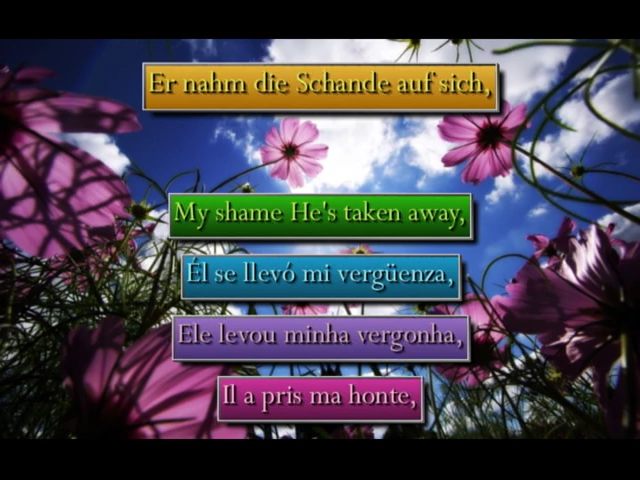 Er nahm die Schande auf sich,
My shame He's taken away,
Él se llevó mi vergüenza,
Ele levou minha vergonha,
Il a pris ma honte,